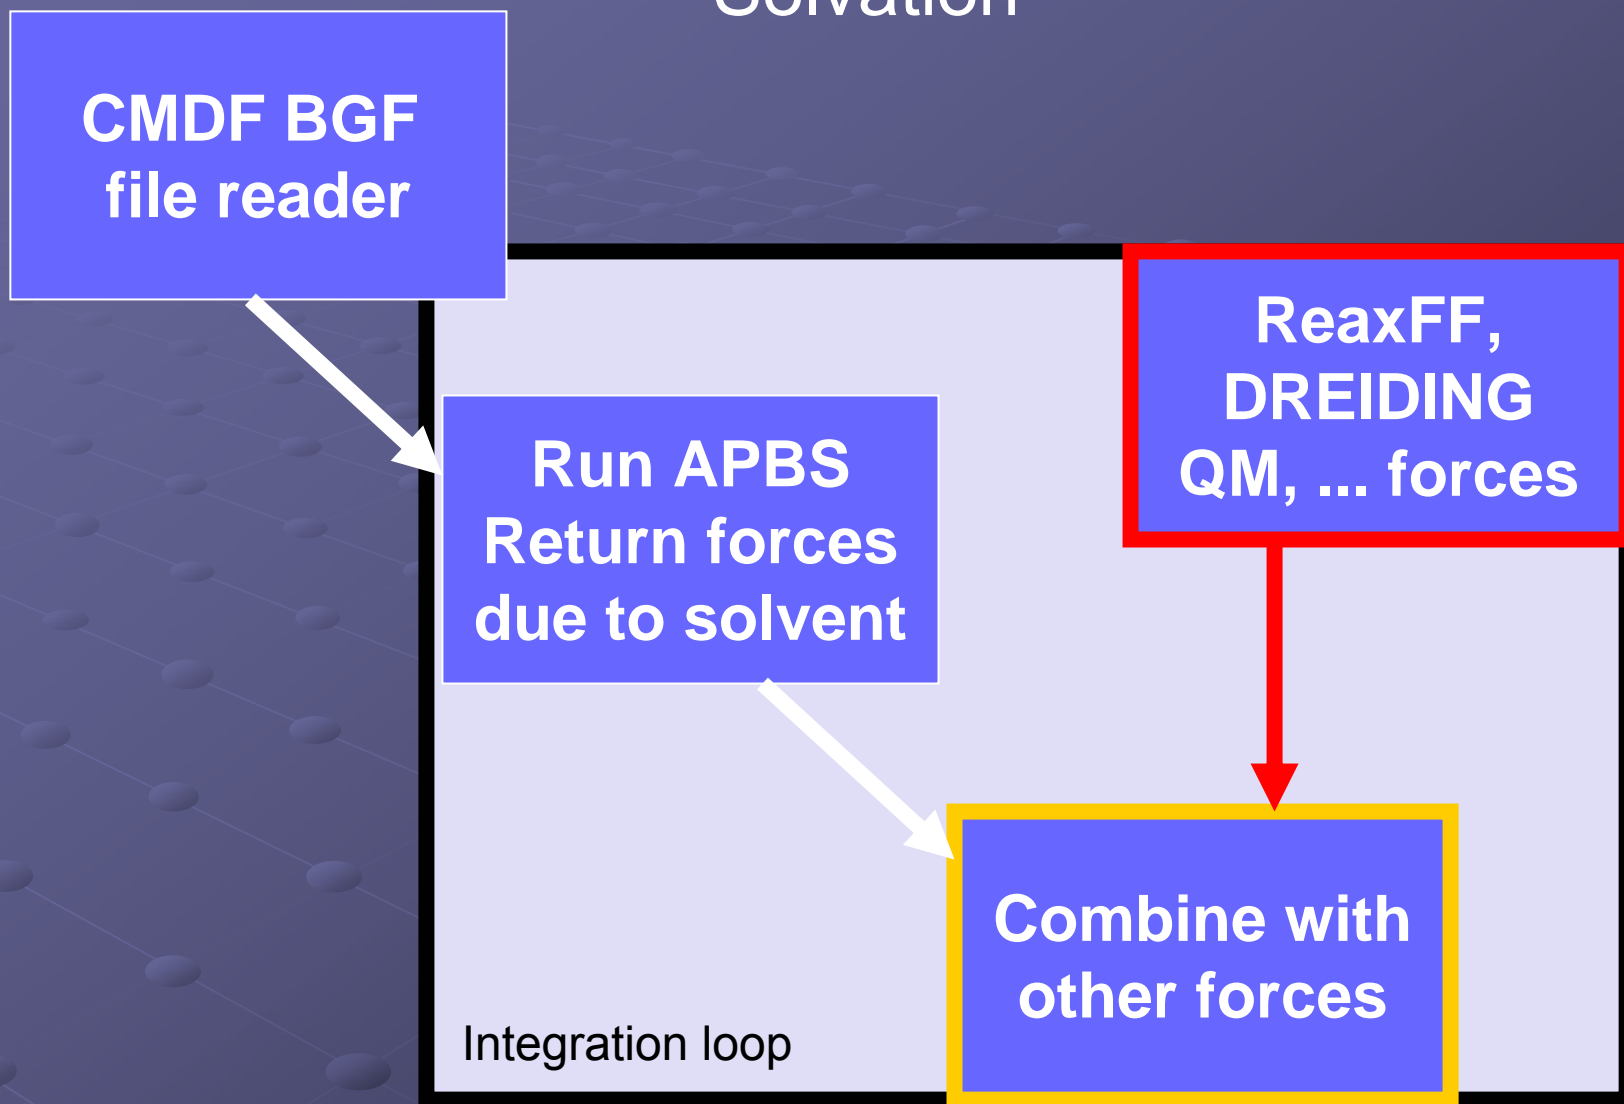 Solvation
CMDF BGF
file reader
ReaxFF,
DREIDING
QM, ... forces
Run APBS
Return forces
due to solvent
Combine with
other forces
Integration loop